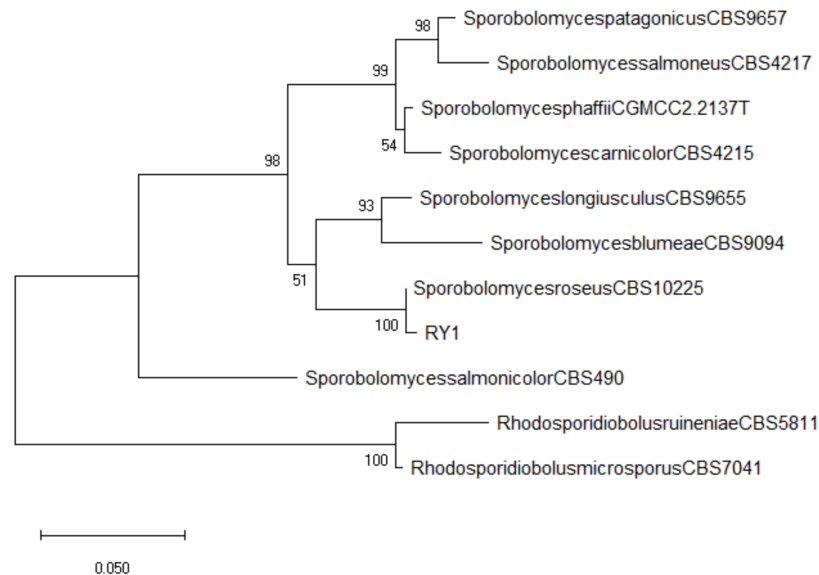 98
SporobolomycespatagonicusCBS9657
SporobolomycessalmoneusCBS4217
99
SporobolomycesphaffiiCGMCC2.2137T
54
SporobolomycescarnicolorCBS4215
98
93
SporobolomyceslongiusculusCBS9655
SporobolomycesblumeaeCBS9094
51
SporobolomycesroseusCBS10225
100
RY1
SporobolomycessalmonicolorCBS490
RhodosporidiobolusruineniaeCBS5811
100
RhodosporidiobolusmicrosporusCBS7041
0.050